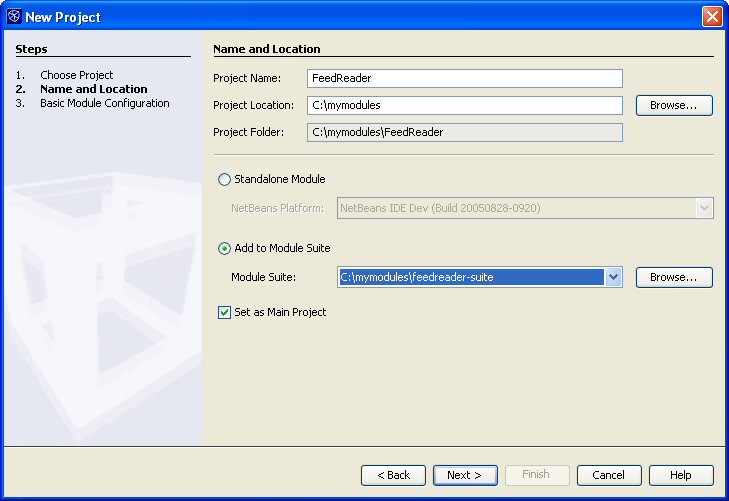 New Project
Steps
1. Choose Project
2. Name and Location
3. Basic Module Configuration
Name and Location
Project Name: FeedReader
Project Location: C:\mymodules Browse...
Project Folder: C:\mymodules\FeedReader
Standalone Module
NetBeans Platform: NetBeans IDE Dev (Build 20050828-0920)
Add to Module Suite
Module Suite: C:\mymodules\feedreader-suite Browse...
Set as Main Project
< Back Next > Finish Cancel Help